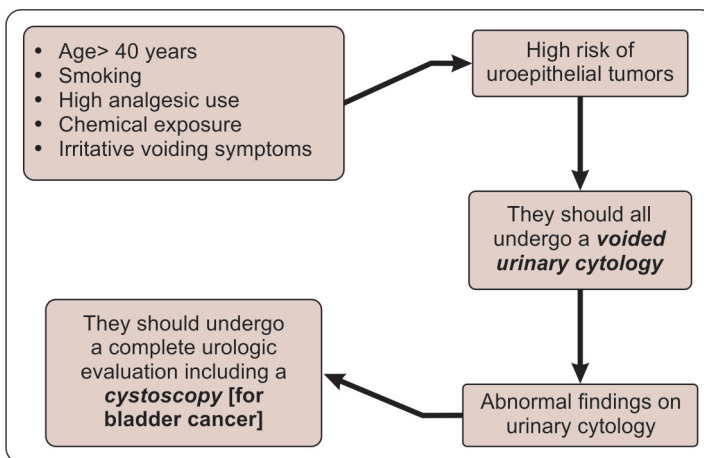 • Age> 40 years
• Smoking
• High analgesic use
• Chemical exposure
• Irritative voiding symptoms
High risk of
uroepithelial tumors
They should all
undergo a voided
urinary cytology
Abnormal findings on
urinary cytology
They should undergo
a complete urologic
evaluation including a
cystoscopy [for
bladder cancer]